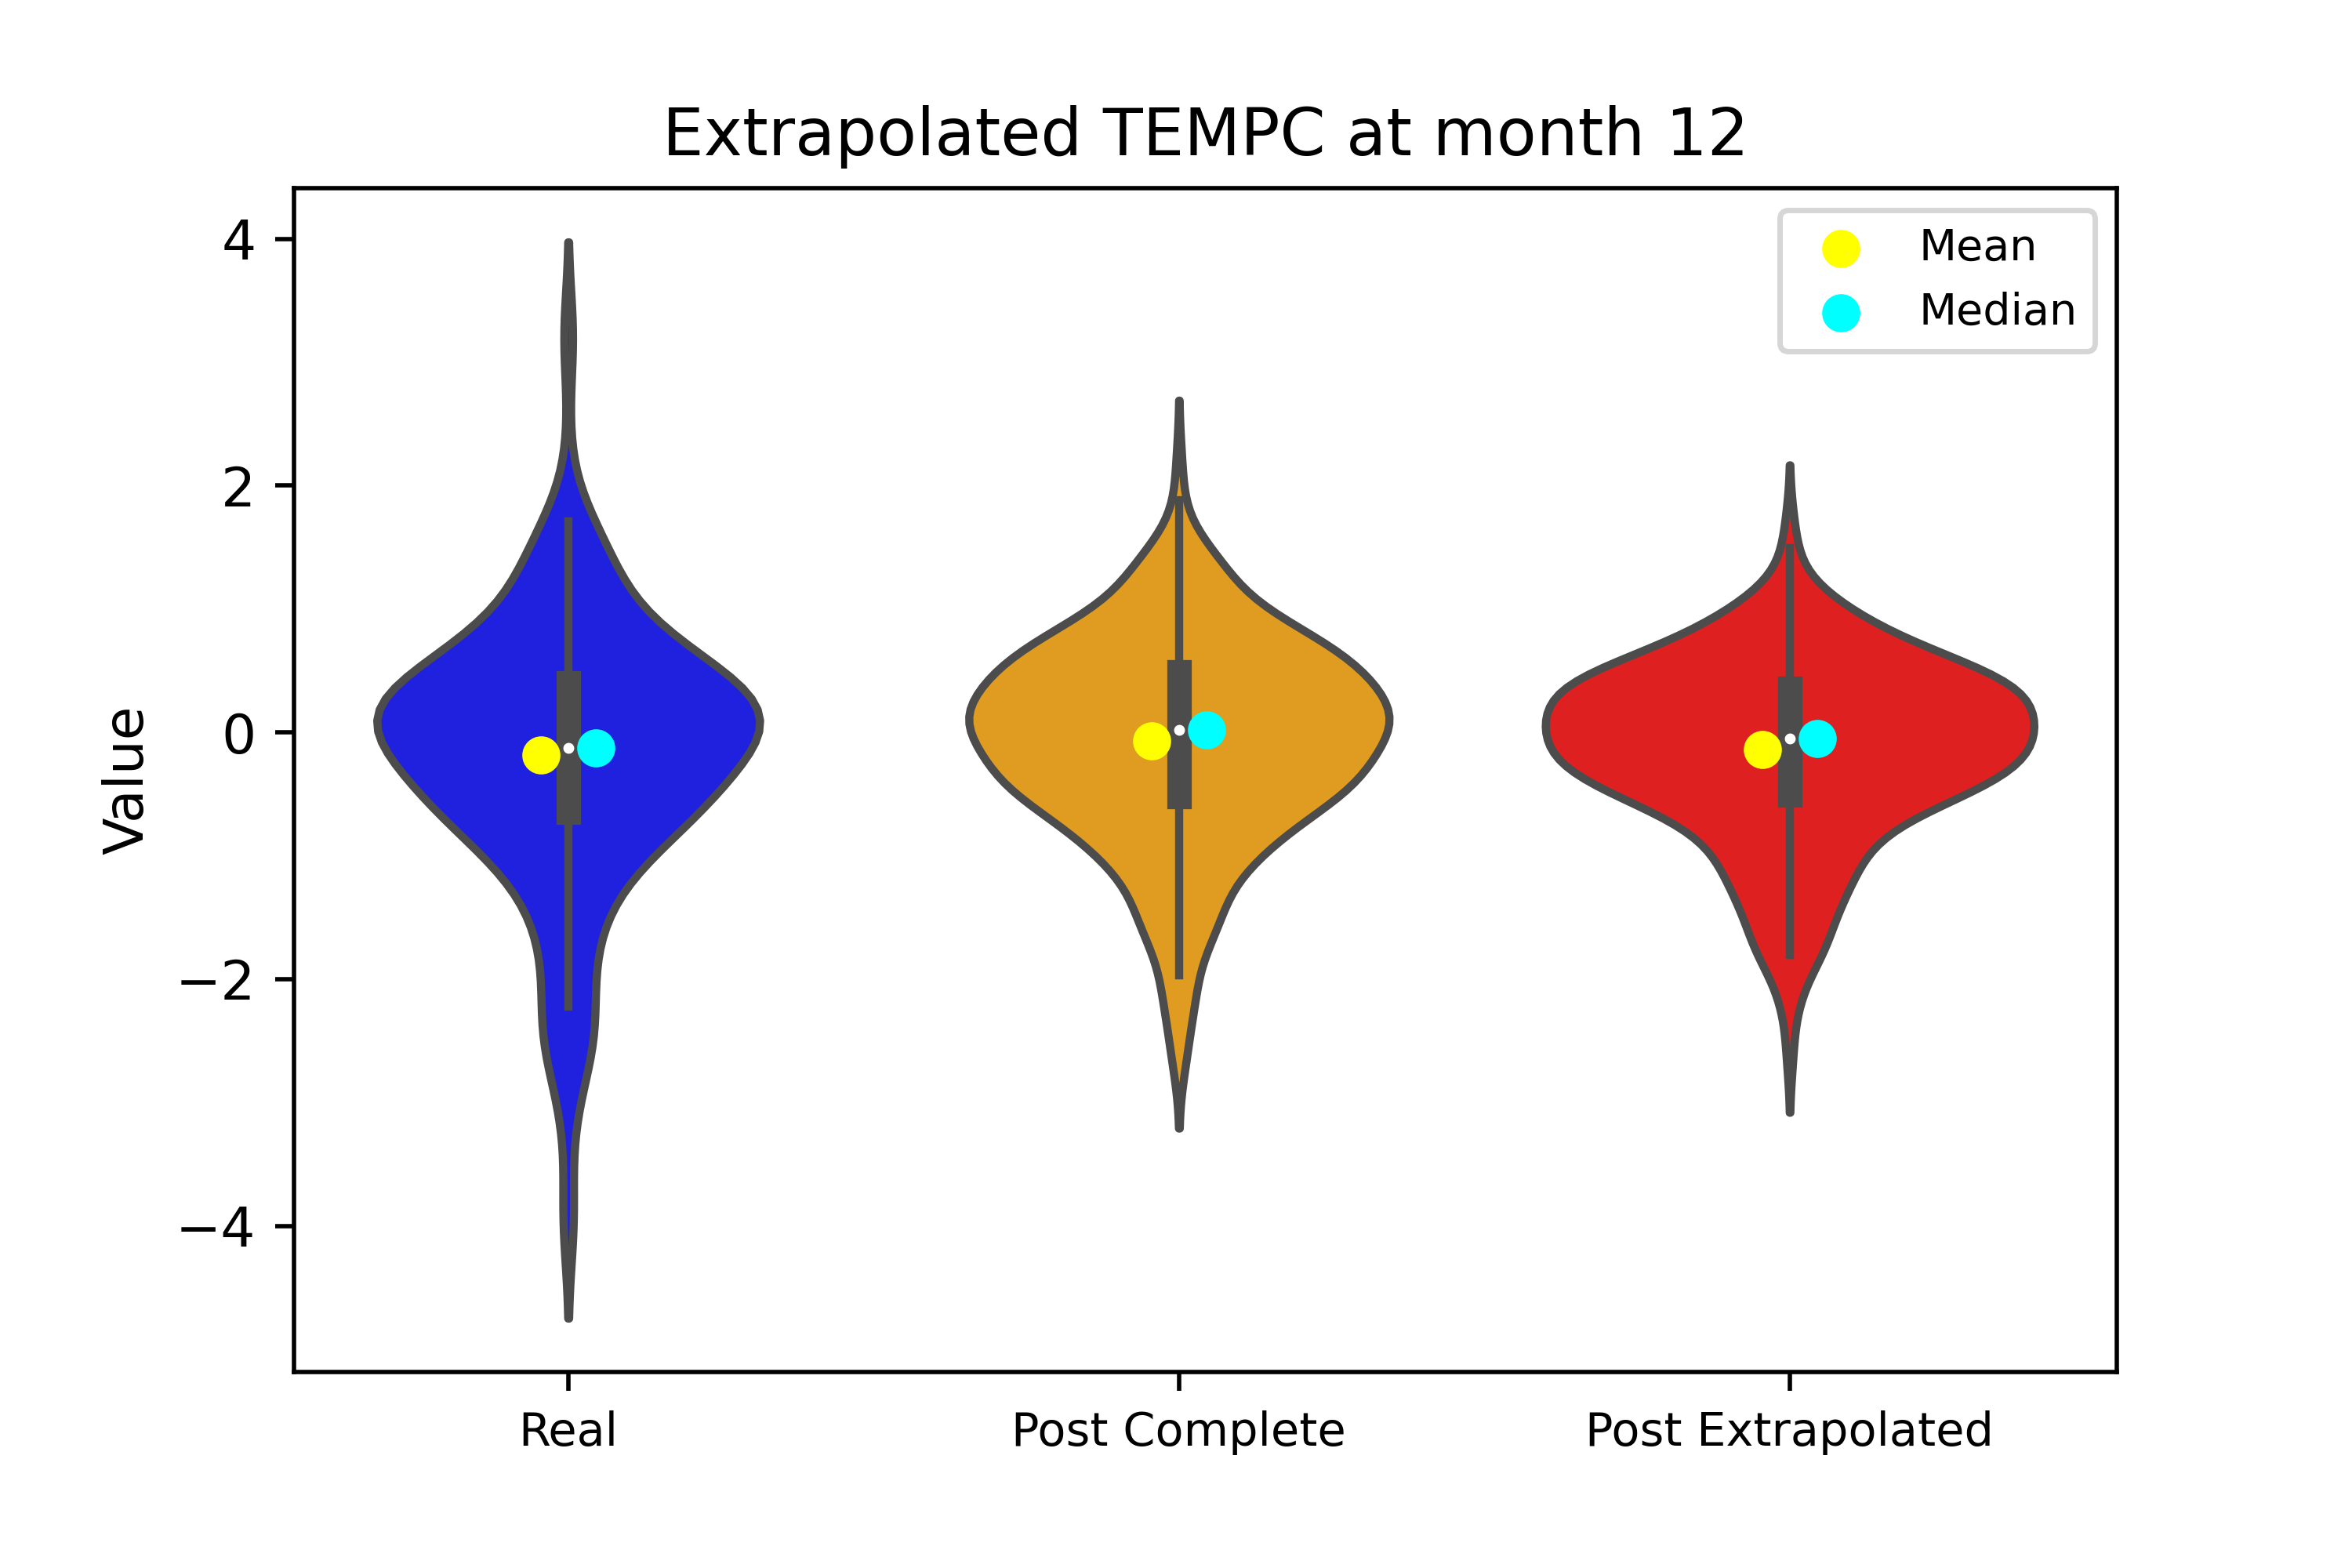 Extrapolated TEMPC at month 12
4
2
0
−2
−4
Value
Mean
Median
Real
Post Complete
Post Extrapolated